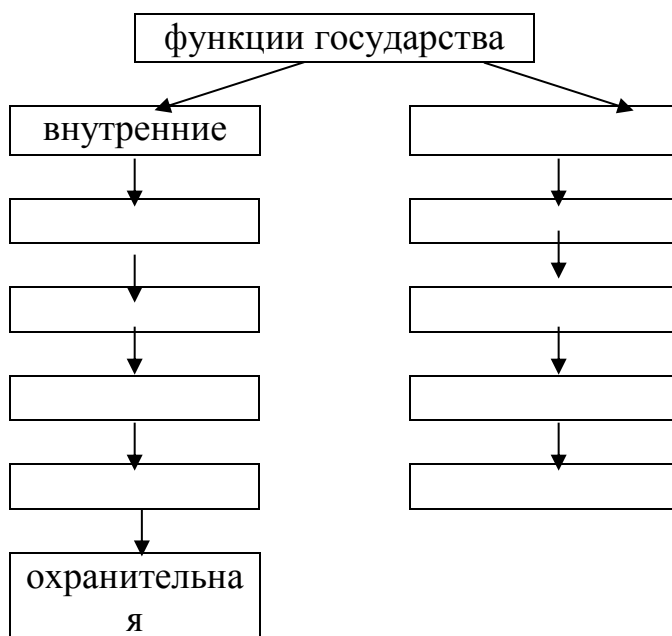 функции государства
внутренние
охранительна
я